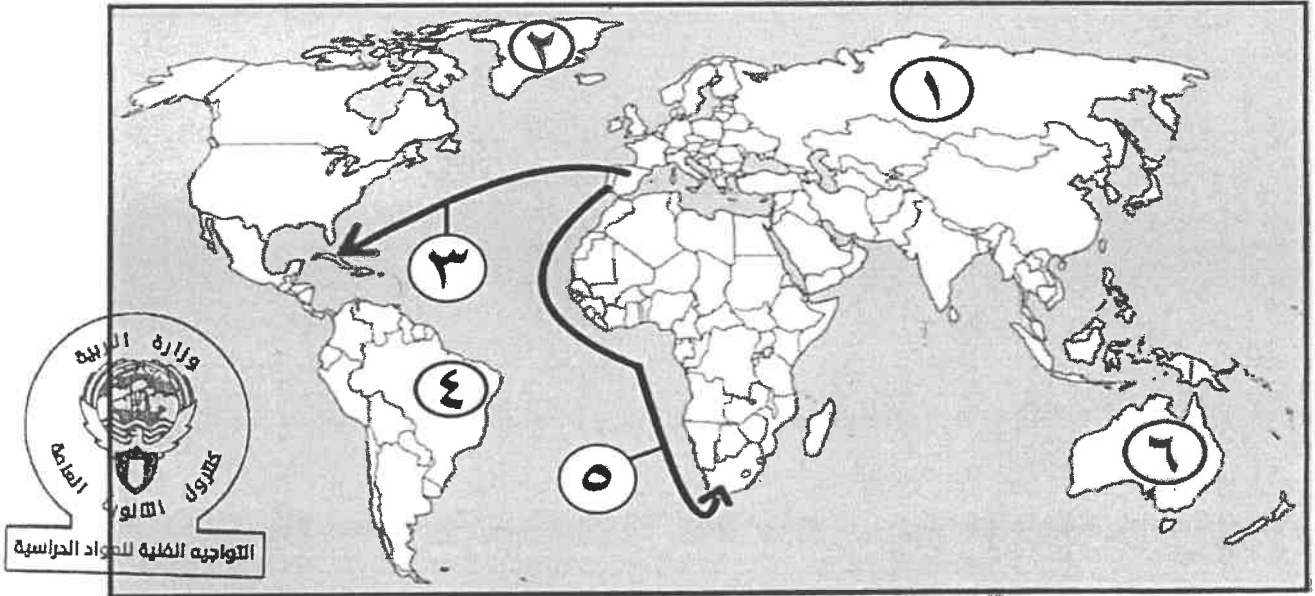 ٢
١
٣
٤
٥
٦
وزارة التربية
كنترول الثانوية العامة
التواجيه الفنية للمواد الدراسية